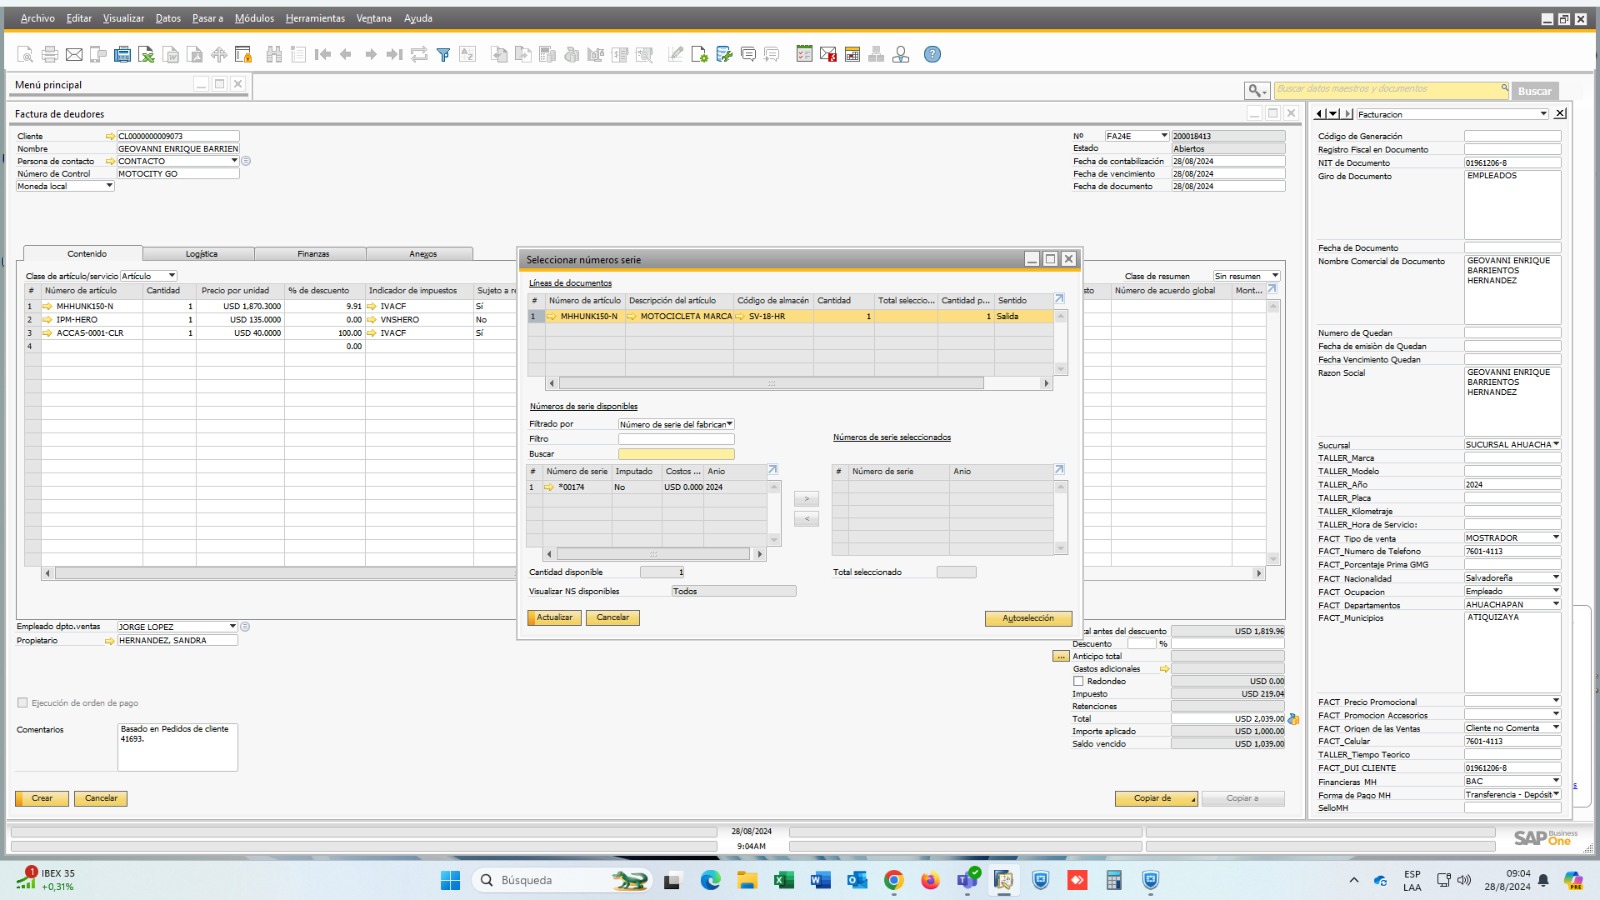 Archivo Editar Visualizar Datos Pasar a Módulos Herramientas Ventana Ayuda
Menú principal
Buscar datos maestros y documentos
Buscar
Factura de deudores
Cliente CL0000000009073
Nombre GEOVANNI ENRIQUE BARRIEN
Persona de contacto CONTACTO
Número de Control MOTOCITY GO
Moneda local
Nº FA24E 200018413
Estado Abiertos
Fecha de contabilización 28/08/2024
Fecha de vencimiento 28/08/2024
Fecha de documento 28/08/2024
Contenido Logística Finanzas Anexos
Clase de artículo/servicio Artículo
Clase de resumen Sin resumen
# Número de artículo Cantidad Precio por unidad % de descuento Indicador de impuestos Sujeto a re
sto Número de acuerdo global Mont...
1 MHHUNK150-N 1 USD 1,870.3000 9.91 IVACF Sí
2 IPM-HERO 1 USD 135.0000 0.00 VNSHERO No
3 ACCAS-0001-CLR 1 USD 40.0000 100.00 IVACF Sí
4 0.00
Seleccionar números serie
Líneas de documentos
# Número de artículo Descripción del artículo Código de almacén Cantidad Total seleccio... Cantidad p... Sentido
1 MHHUNK150-N MOTOCICLETA MARCA SV-18-HR 1 1 Salida
Números de serie disponibles
Filtrado por Número de serie del fabrican
Filtro
Buscar
Números de serie seleccionados
# Número de serie Imputado Costos ... Anio
1 *00174 No USD 0.000 2024
> 
<
# Número de serie Anio
Cantidad disponible 1
Total seleccionado
Visualizar NS disponibles Todos
Actualizar Cancelar Autoselección
Empleado dpto.ventas JORGE LOPEZ
Propietario HERNANDEZ, SANDRA
Ejecución de orden de pago
Comentarios Basado en Pedidos de cliente
41693.
Crear Cancelar
tal antes del descuento USD 1,819.96
Descuento %
... Anticipo total
Gastos adicionales
Redondeo USD 0.00
Impuesto USD 219.04
Retenciones
Total USD 2,039.00
Importe aplicado USD 1,000.00
Saldo vencido USD 1,039.00
Copiar de Copiar a
Facturacion
Código de Generación
Registro Fiscal en Documento
NIT de Documento 01961206-8
Giro de Documento EMPLEADOS
Fecha de Documento
Nombre Comercial de Documento GEOVANNI ENRIQUE
BARRIENTOS
HERNANDEZ
Numero de Quedan
Fecha de emisiòn de Quedan
Fecha Vencimiento Quedan
Razon Social GEOVANNI ENRIQUE
BARRIENTOS
HERNANDEZ
Sucursal SUCURSAL AHUACHA
TALLER_Marca
TALLER_Modelo
TALLER_Año 2024
TALLER_Placa
TALLER_Kilometraje
TALLER_Hora de Servicio:
FACT_Tipo de venta MOSTRADOR
FACT_Numero de Telefono 7601-4113
FACT_Porcentaje Prima GMG
FACT_Nacionalidad Salvadoreña
FACT_Ocupacion Empleado
FACT_Departamentos AHUACHAPAN
FACT_Municipios ATIQUIZAYA
FACT_Precio Promocional
FACT_Promocion Accesorios
FACT_Origen de las Ventas Cliente no Comenta
FACT_Celular 7601-4113
TALLER_Tiempo Teorico
FACT_DUI CLIENTE 01961206-8
Financieras MH BAC
Forma de Pago MH Transferencia - Depósit
SelloMH
28/08/2024
9:04AM
SAP Business One
1 IBEX 35
+0,31%
Búsqueda
ESP
LAA
09:04
28/8/2024
PRE